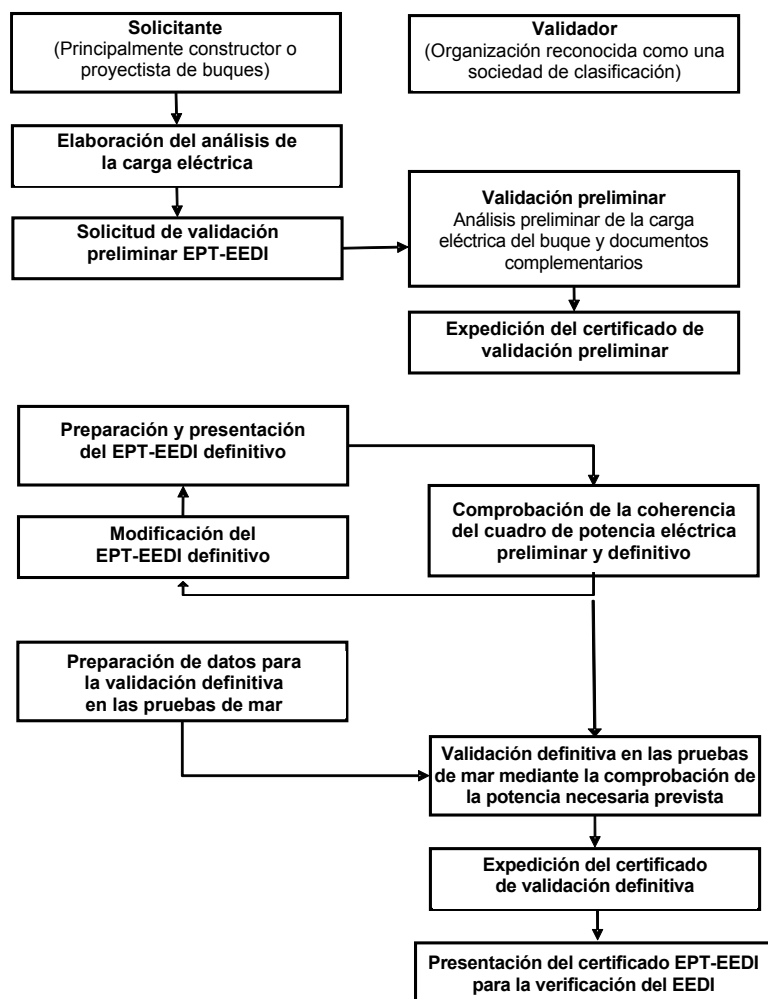 Solicitante
(Principalmente constructor o
proyectista de buques)
Validador
(Organización reconocida como una
sociedad de clasificación)
Elaboración del análisis de
la carga eléctrica
Solicitud de validación
preliminar EPT-EEDI
Validación preliminar
Análisis preliminar de la carga
eléctrica del buque y documentos
complementarios
Expedición del certificado de
validación preliminar
Preparación y presentación
del EPT-EEDI definitivo
Modificación del
EPT-EEDI definitivo
Comprobación de la coherencia
del cuadro de potencia eléctrica
preliminar y definitivo
Preparación de datos para
la validación definitiva
en las pruebas de mar
Validación definitiva en las pruebas
de mar mediante la comprobación de
la potencia necesaria prevista
Expedición del certificado
de validación definitiva
Presentación del certificado EPT-EEDI
para la verificación del EEDI